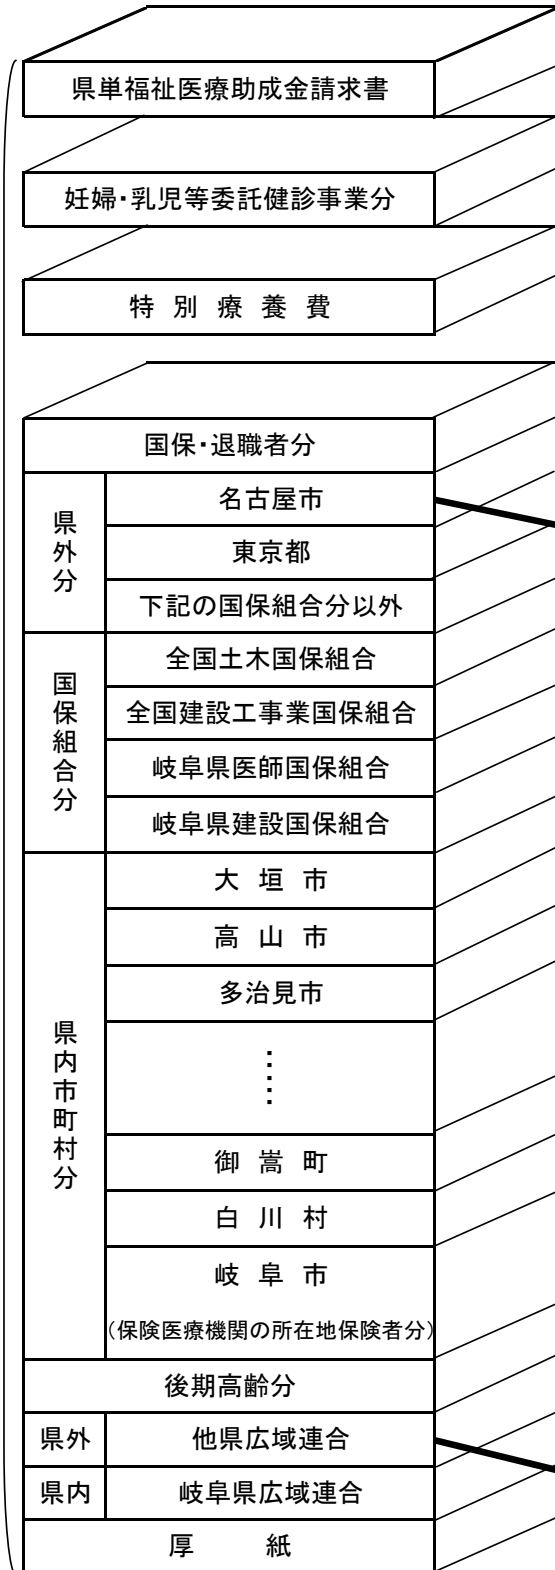 県単福祉医療助成金請求書
妊婦・乳児等委託健診事業分
特別療養費
国保・退職者分
県外分
名古屋市
東京都
下記の国保組合分以外
国保組合分
全国土木国保組合
全国建設工事業国保組合
岐阜県医師国保組合
岐阜県建設国保組合
県内市町村分
大垣市
高山市
多治見市
⋮
御嵩町
白川村
岐阜市
(保険医療機関の所在地保険者分)
後期高齢分
県外 他県広域連合
県内 岐阜県広域連合
厚 紙